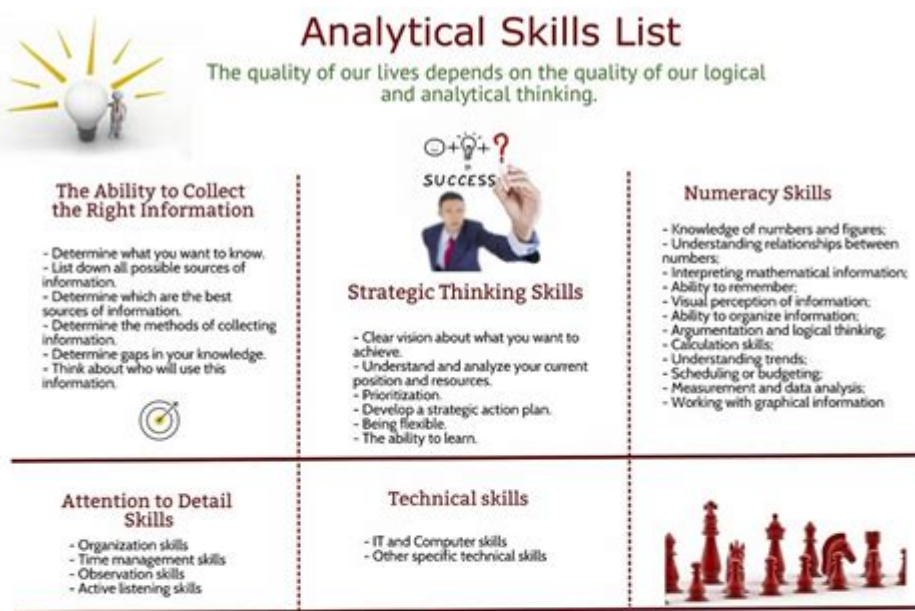 Analytical Skills List
The quality of our lives depends on the quality of our logical
and analytical thinking.
The Ability to Collect
the Right Information
- Determine what you want to know.
- List down all possible sources of
information.
- Determine which are the best
sources of information.
- Determine the methods of collecting
information.
- Determine gaps in your knowledge.
- Think about who will use this
information.
+ + ?
=
SUCCESS
Strategic Thinking Skills
- Clear vision about what you want to
achieve.
- Understand and analyze your current
position and resources.
- Prioritization.
- Develop a strategic action plan.
- Being flexible.
- The ability to learn.
Numeracy Skills
- Knowledge of numbers and figures;
- Understanding relationships between
numbers;
- Interpreting mathematical information;
- Ability to remember;
- Visual perception of information;
- Ability to organize information;
- Argumentation and logical thinking;
- Calculation skills;
- Understanding trends;
- Scheduling or budgeting;
- Measurement and data analysis;
- Working with graphical information
Attention to Detail
Skills
- Organization skills
- Time management skills
- Observation skills
- Active listening skills
Technical skills
- IT and Computer skills
- Other specific technical skills